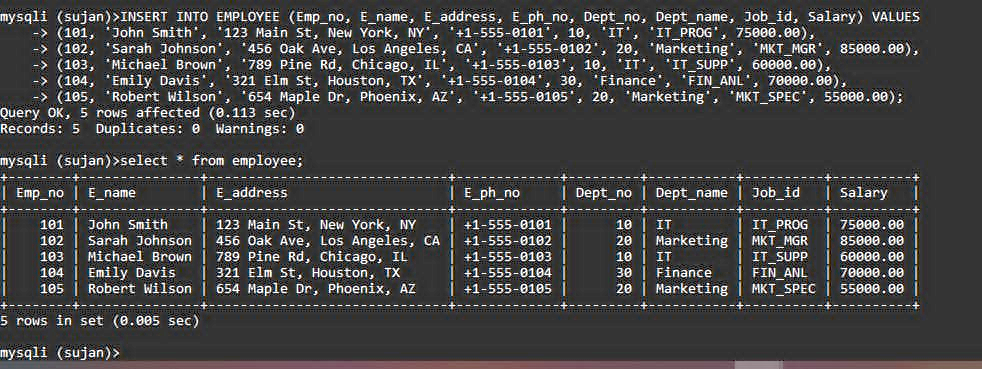 mysqli (sujan)>INSERT INTO EMPLOYEE (Emp_no, E_name, E_address, E_ph_no, Dept_no, Dept_name, Job_id, Salary) VALUES
    -> (101, 'John Smith', '123 Main St, New York, NY', '+1-555-0101', 10, 'IT', 'IT_PROG', 75000.00),
    -> (102, 'Sarah Johnson', '456 Oak Ave, Los Angeles, CA', '+1-555-0102', 20, 'Marketing', 'MKT_MGR', 85000.00),
    -> (103, 'Michael Brown', '789 Pine Rd, Chicago, IL', '+1-555-0103', 10, 'IT', 'IT_SUPP', 60000.00),
    -> (104, 'Emily Davis', '321 Elm St, Houston, TX', '+1-555-0104', 30, 'Finance', 'FIN_ANL', 70000.00),
    -> (105, 'Robert Wilson', '654 Maple Dr, Phoenix, AZ', '+1-555-0105', 20, 'Marketing', 'MKT_SPEC', 55000.00);
Query OK, 5 rows affected (0.113 sec)
Records: 5  Duplicates: 0  Warnings: 0
mysqli (sujan)>select * from employee;
| Emp_no | E_name | E_address | E_ph_no | Dept_no | Dept_name | Job_id | Salary |
| 101 | John Smith | 123 Main St, New York, NY | +1-555-0101 | 10 | IT | IT_PROG | 75000.00 |
| 102 | Sarah Johnson | 456 Oak Ave, Los Angeles, CA | +1-555-0102 | 20 | Marketing | MKT_MGR | 85000.00 |
| 103 | Michael Brown | 789 Pine Rd, Chicago, IL | +1-555-0103 | 10 | IT | IT_SUPP | 60000.00 |
| 104 | Emily Davis | 321 Elm St, Houston, TX | +1-555-0104 | 30 | Finance | FIN_ANL | 70000.00 |
| 105 | Robert Wilson | 654 Maple Dr, Phoenix, AZ | +1-555-0105 | 20 | Marketing | MKT_SPEC | 55000.00 |
5 rows in set (0.005 sec)
mysqli (sujan)>